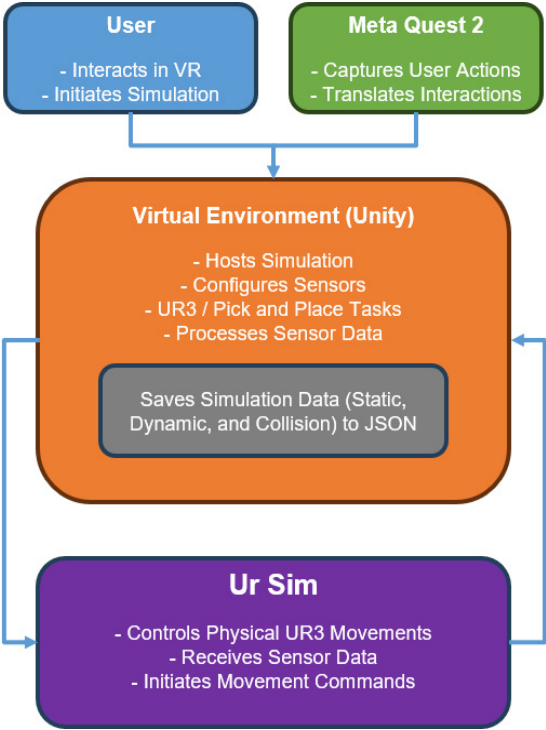 User
- Interacts in VR
- Initiates Simulation
Meta Quest 2
- Captures User Actions
- Translates Interactions
Virtual Environment (Unity)
- Hosts Simulation
- Configures Sensors
- UR3 / Pick and Place Tasks
- Processes Sensor Data
Saves Simulation Data (Static,
Dynamic, and Collision) to JSON
Ur Sim
- Controls Physical UR3 Movements
- Receives Sensor Data
- Initiates Movement Commands